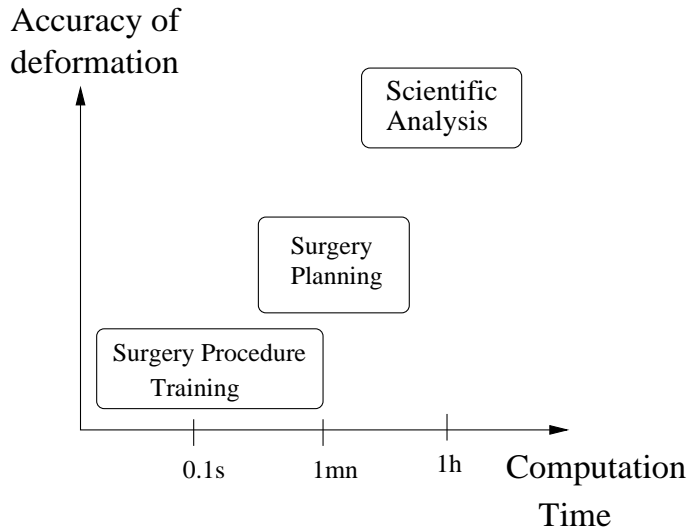 Accuracy of
deformation
Scientific
Analysis
Surgery
Planning
Surgery Procedure
Training
0.1s
1mn
1h
Computation
Time